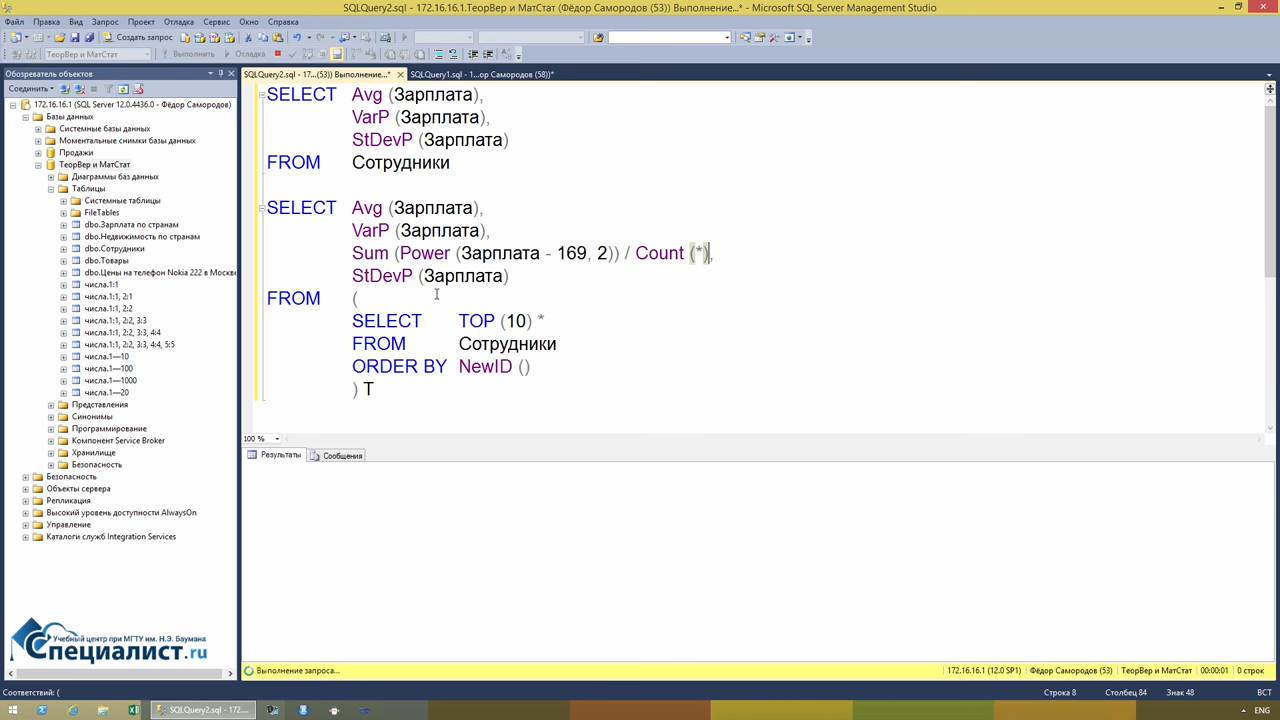 SQLQuery2.sql - 172.16.16.1.ТеорВер и МатСтат (Фёдор Самородов (53)) Выполнение...* - Microsoft SQL Server Management Studio
Файл Правка Вид Запрос Проект Отладка Сервис Окно Справка
Создать запрос
ТеорВер и МатСтат Выполнить Отладка
Обозреватель объектов
Соединить
172.16.16.1 (SQL Server 12.0.4436.0 - Фёдор Самородов)
Базы данных
Системы базы данных
Моментальные снимки базы данных
Продажи
ТеорВер и МатСтат
Диаграммы баз данных
Таблицы
Системные таблицы
FileTables
dbo.Зарплата по странам
dbo.Недвижимость по странам
dbo.Сотрудники
dbo.Товары
dbo.Цены на телефон Nokia 222 в Москве
числа.1:1
числа.1:1, 2:1
числа.1:1, 2:2
числа.1:1, 2:2, 3:3
числа.1:1, 2:2, 3:3, 4:4
числа.1:1, 2:2, 3:3, 4:4, 5:5
числа.1—10
числа.1—100
числа.1—1000
числа.1—20
Представления
Синонимы
Программирование
Компонент Service Broker
Хранилище
Безопасность
Безопасность
Объекты сервера
Репликация
Высокий уровень доступности AlwaysOn
Управление
Каталоги служб Integration Services
Учебный центр при МГТУ им. Н.Э. Баумана
Специалист.ru
SQLQuery2.sql - 17...(53)) Выполнение...* SQLQuery1.sql - 1...ор Самородов (58))*
SELECT Avg (Зарплата),
VarP (Зарплата),
StDevP (Зарплата)
FROM Сотрудники
SELECT Avg (Зарплата),
VarP (Зарплата),
Sum (Power (Зарплата - 169, 2)) / Count (*),
StDevP (Зарплата)
FROM (
SELECT TOP (10) *
FROM Сотрудники
ORDER BY NewID ()
) T
100 %
Результаты Сообщения
Выполнение запроса... 172.16.16.1 (12.0 SP1) Фёдор Самородов (53) ТеорВер и МатСтат 00:00:01 0 строк
Соответствий: ( Строка 8 Столбец 84 Знак 48 ВСТ
SQLQuery2.sql - 172.... ENG